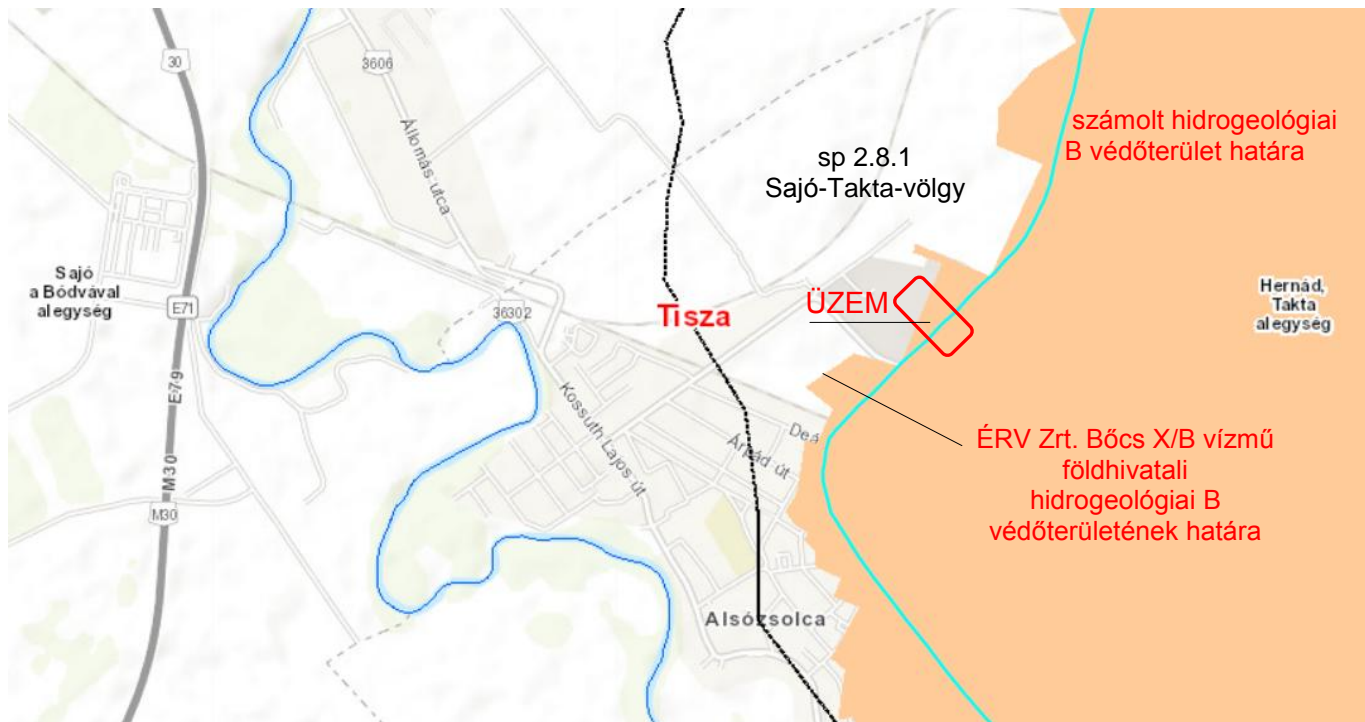 30
3606
Állomás utca
számolt hidrogeológiai
B védőterület határa
sp 2.8.1
Sajó-Takta-völgy
Sajó
a Bódvával
alegység
E71
36302
Tisza
ÜZEM
Hernád,
Takta
alegység
E79
M30
M30
Kossuth Lajos út
Deá
Árpád út
ÉRV Zrt. Bőcs X/B vízmű
földhivatali
hidrogeológiai B
védőterületének határa
Alsózsolca